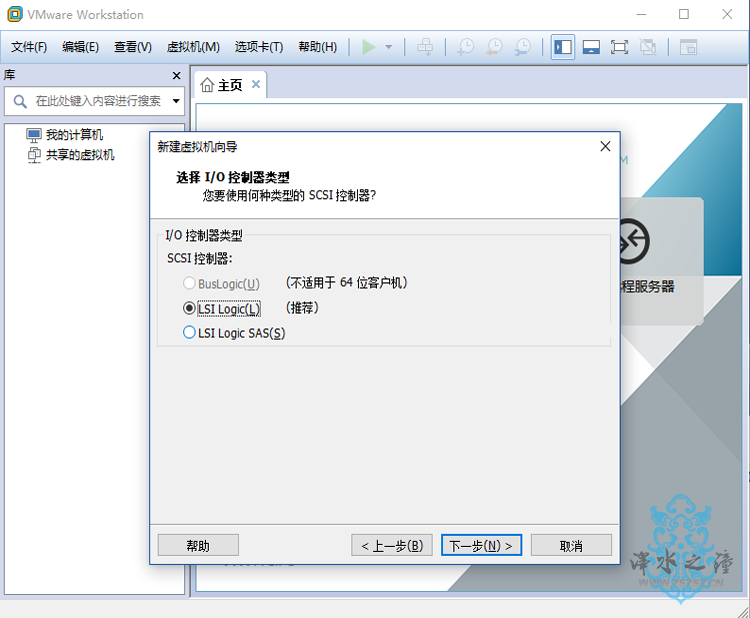 VMware Workstation
文件(F) 编辑(E) 查看(V) 虚拟机(M) 选项卡(T) 帮助(H)
库
在此处键入内容进行搜索
我的计算机
共享的虚拟机
主页
新建虚拟机向导
选择 I/O 控制器类型
您要使用何种类型的 SCSI 控制器?
I/O 控制器类型
SCSI 控制器:
BusLogic(U) (不适用于 64 位客户机)
LSI Logic(L) (推荐)
LSI Logic SAS(S)
程服务器
帮助 < 上一步(B) 下一步(N) > 取消
泽水之潼